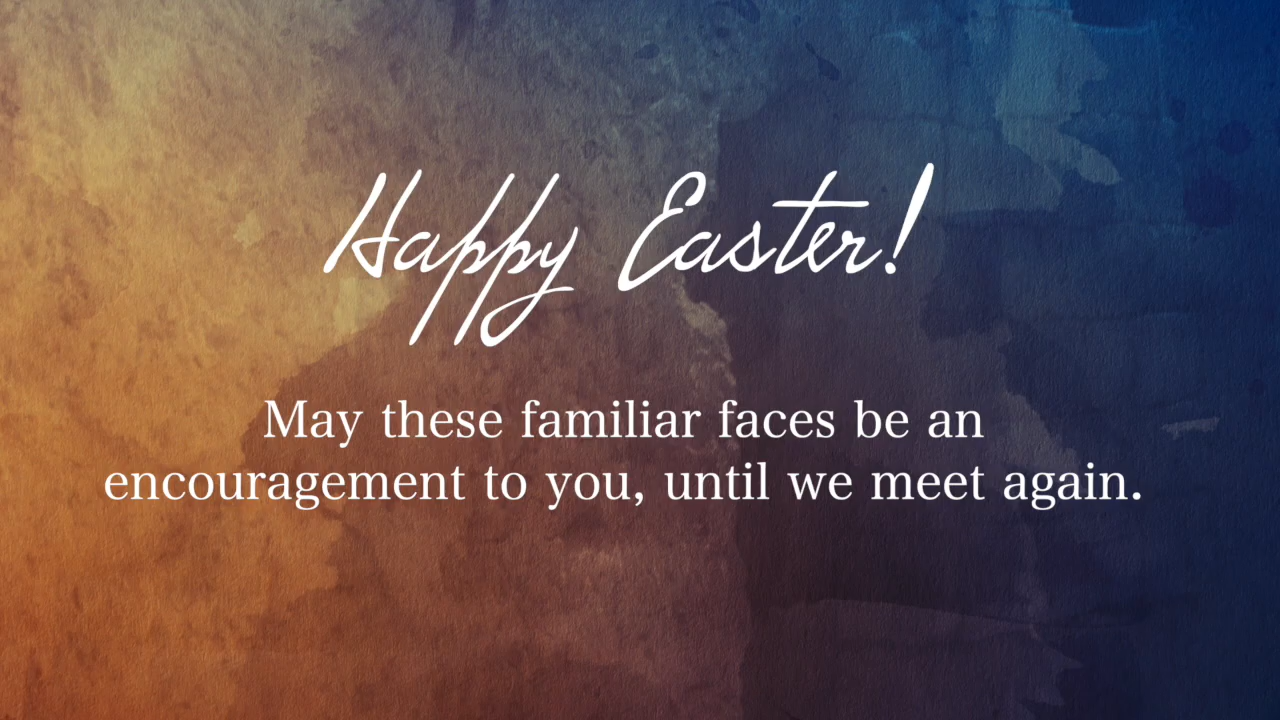 Happy Easter!
May these familiar faces be an
encouragement to you, until we meet again.